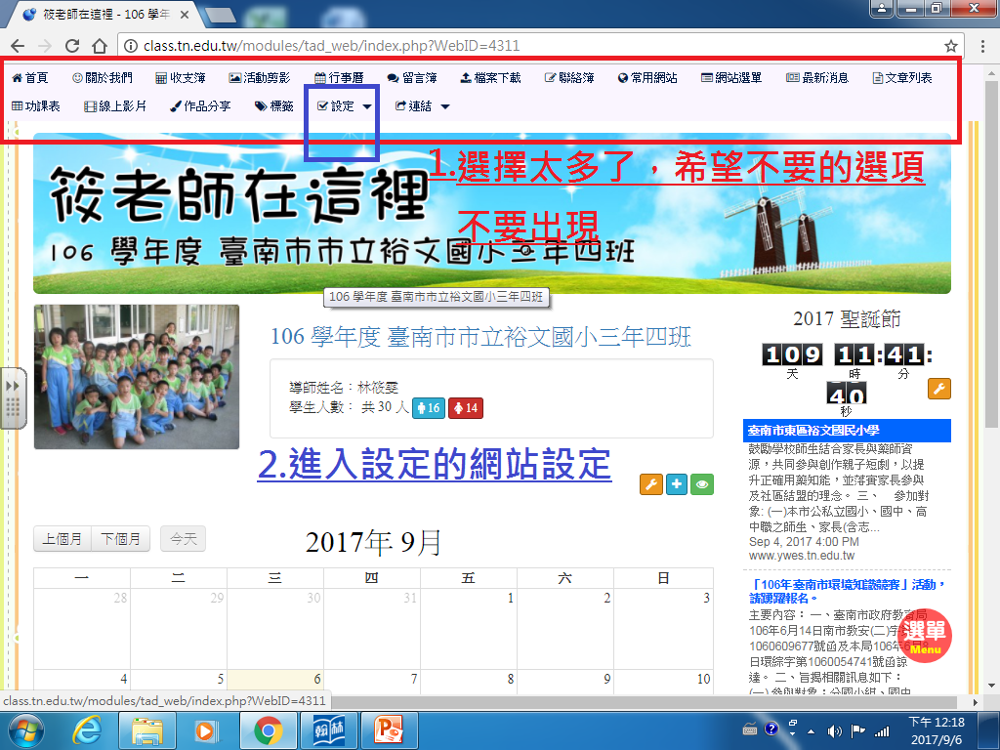 筱老師在這裡 - 106 學年
class.tn.edu.tw/modules/tad_web/index.php?WebID=4311
首頁 關於我們 收支簿 活動剪影 行事曆 留言簿 檔案下載 聯絡簿 常用網站 網站選單 最新消息 文章列表
功課表 線上影片 作品分享 標籤 設定 連結
1.選擇太多了，希望不要的選項
不要出現
筱老師在這裡
106 學年度 臺南市市立裕文國小三年四班
106 學年度 臺南市市立裕文國小三年四班
106 學年度 臺南市市立裕文國小三年四班
導師姓名：林筱雯
學生人數： 共 30 人 16 14
2.進入設定的網站設定
2017 聖誕節
109 11:41:
天 時 分
40
秒
臺南市東區裕文國民小學
鼓勵學校師生結合家長與藥師資
源，共同參與創作親子短劇，以提
升正確用藥知能，並落實家長參與
及社區結盟的理念。 三、 參加對
象: (一)本市公私立國小、國中、高
中職之師生、家長(含志...
Sep 4, 2017 4:00 PM
www.ywes.tn.edu.tw
「106年臺南市環境知識競賽」活動，
請踴躍報名。
主要內容： 一、臺南市政府教育局
106年6月14日南市教安(二)字第
1060609677號函及本局106年6月8
日環綜字第1060054741號函諒
達。 二、旨揭相關訊息如下：
(一) 參與對象：分國小組、國中
選單
Menu
上個月 下個月 今天
2017年 9月
一 二 三 四 五 六 日
28 29 30 31 1 2 3
4 5 6 7 8 9 10
class.tn.edu.tw/modules/tad_web/index.php?WebID=4311
翰林
下午 12:18
2017/9/6